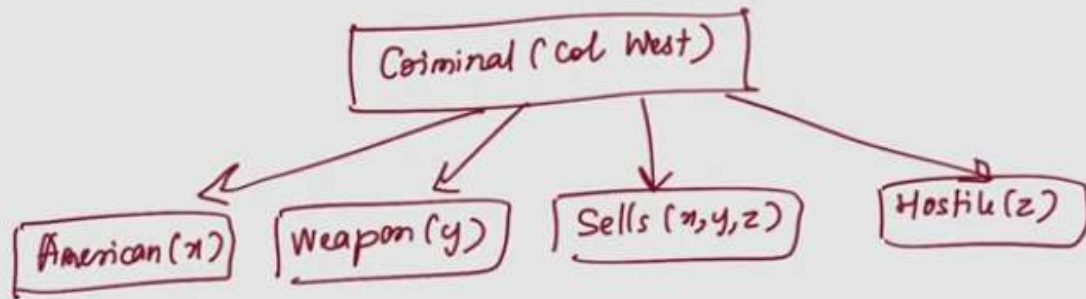 Criminal (Col West)
American (x)
Weapon (y)
Sells (x, y, z)
Hostile (z)